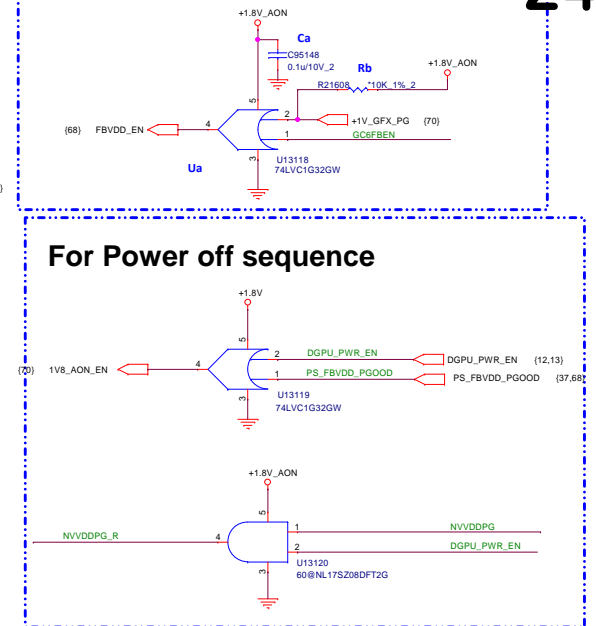 +1.8V_AON
Ca
C95148
0.1u/10V_2
Rb
+1.8V_AON
R21608 *10K_1%_2
5
{68} FBVDD_EN 4 2 +1V_GFX_PG {70}
1 GC6FBEN
3
Ua
U13118
74LVC1G32GW
}
For Power off sequence
+1.8V
5
2 DGPU_PWR_EN DGPU_PWR_EN {12,13}
{70} 1V8_AON_EN 4
1 PS_FBVDD_PGOOD PS_FBVDD_PGOOD {37,68}
3
U13119
74LVC1G32GW
+1.8V_AON
5
1 NVVDDPG
NVVDDPG_R 4
2 DGPU_PWR_EN
3
U13120
60@NL17SZ08DFT2G